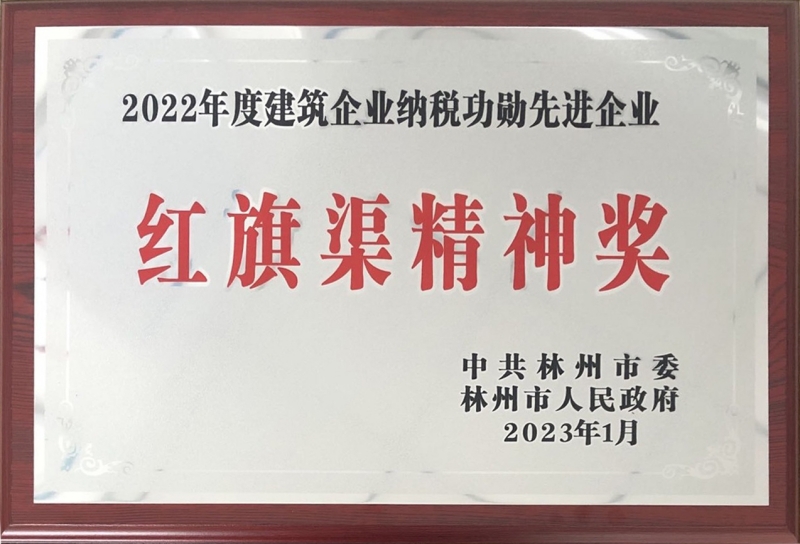 2022年度建筑企业纳税功勋先进企业
红旗渠精神奖
中共林州市委
林州市人民政府
2023年1月